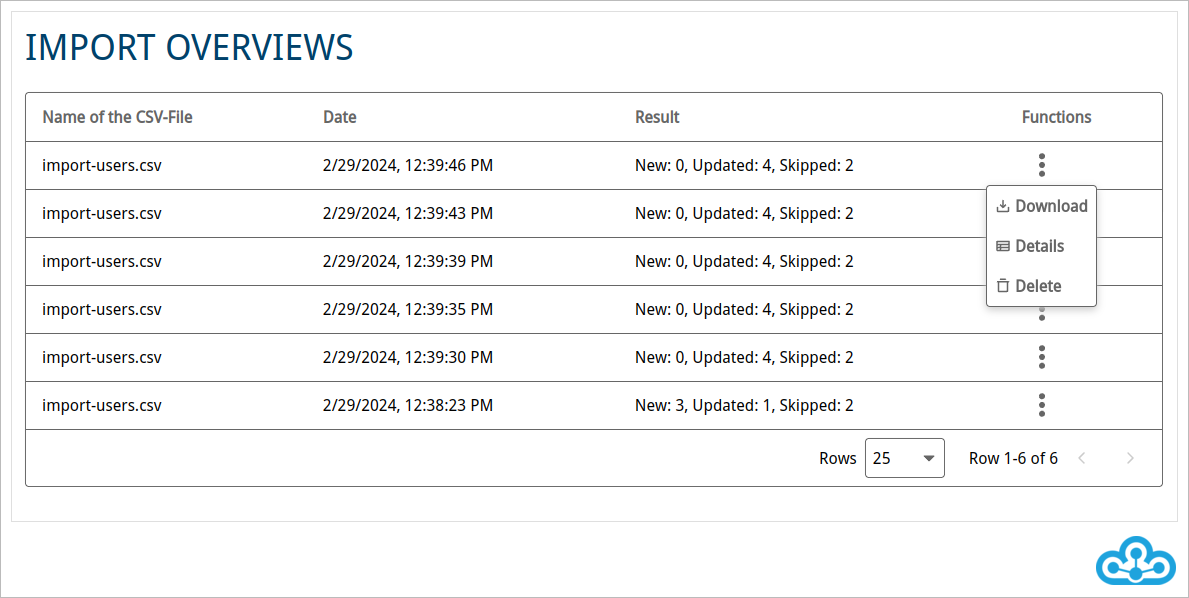 IMPORT OVERVIEWS
Name of the CSV-File Date Result Functions
import-users.csv 2/29/2024, 12:39:46 PM New: 0, Updated: 4, Skipped: 2
import-users.csv 2/29/2024, 12:39:43 PM New: 0, Updated: 4, Skipped: 2 Download
import-users.csv 2/29/2024, 12:39:39 PM New: 0, Updated: 4, Skipped: 2 Details
import-users.csv 2/29/2024, 12:39:35 PM New: 0, Updated: 4, Skipped: 2 Delete
import-users.csv 2/29/2024, 12:39:30 PM New: 0, Updated: 4, Skipped: 2
import-users.csv 2/29/2024, 12:38:23 PM New: 3, Updated: 1, Skipped: 2
Rows 25 Row 1-6 of 6